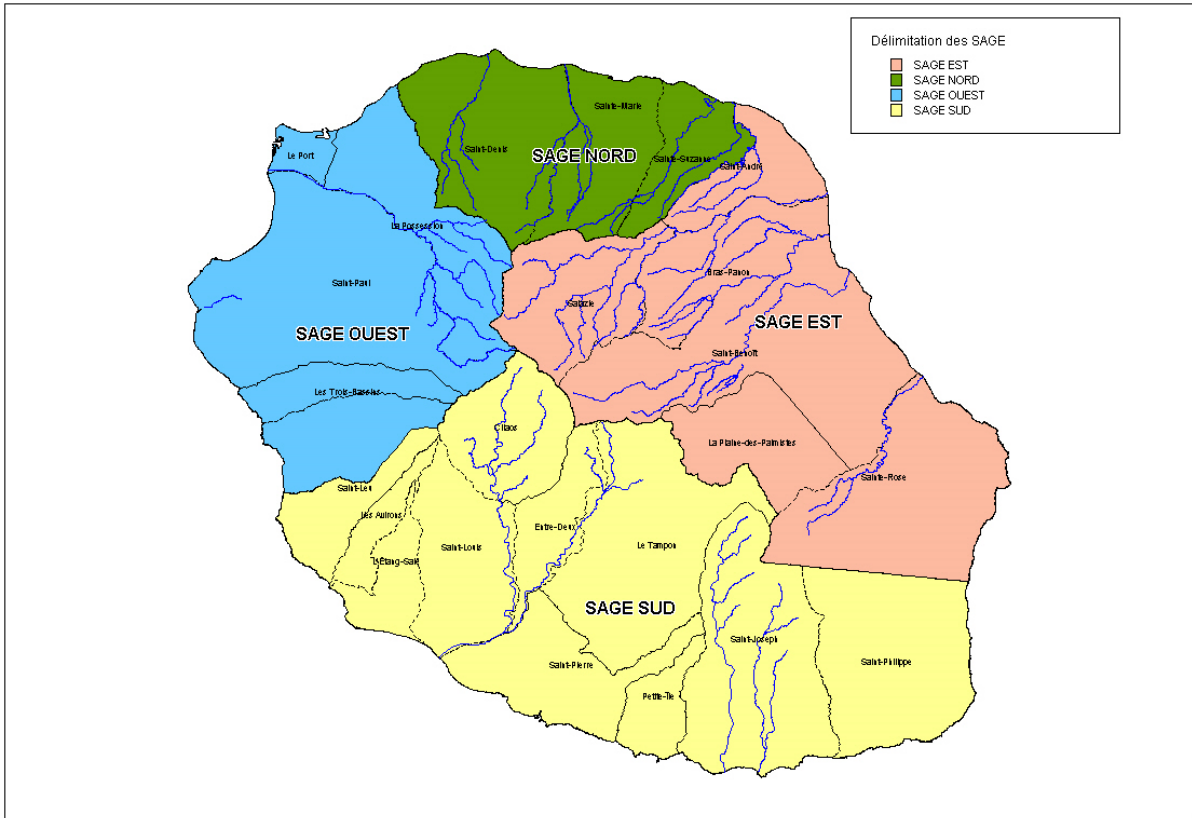 Délimitation des SAGE
SAGE EST
SAGE NORD
SAGE OUEST
SAGE SUD
Sainte-Marie
Le Port
Saint-Denis
SAGE NORD
Sainte-Suzanne
Saint-André
La Possession
Saint-Paul
Bras-Panon
Salazie
SAGE OUEST
SAGE EST
Saint-Benoît
Les Trois-Bassins
Cilaos
La Plaine-des-Palmistes
Saint-Leu
Sainte-Rose
Les Avirons
Entre-Deux
Saint-Louis
Le Tampon
L'Étang-Salé
SAGE SUD
Saint-Joseph
Saint-Pierre
Saint-Philippe
Petite-Île